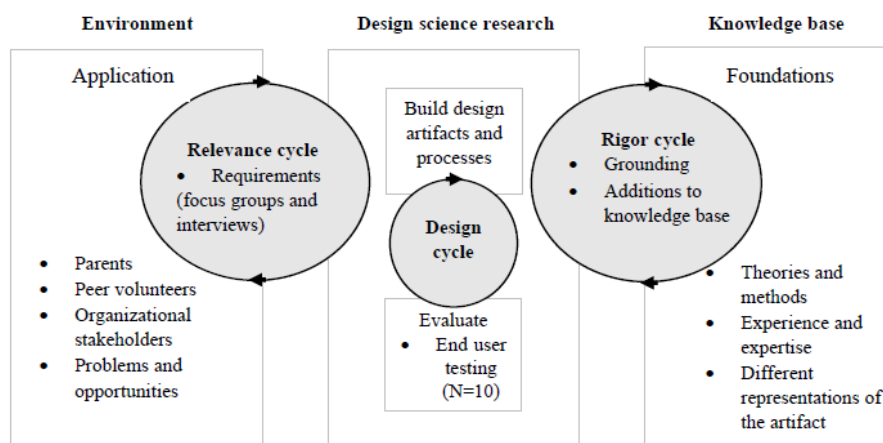 Environment
Design science research
Knowledge base
Application
Relevance cycle
• Requirements
(focus groups and
interviews)
• Parents
• Peer volunteers
• Organizational
stakeholders
• Problems and
opportunities
Build design
artifacts and
processes
Design
cycle
Evaluate
• End user
testing
(N=10)
Foundations
Rigor cycle
• Grounding
• Additions to
knowledge base
• Theories and
methods
• Experience and
expertise
• Different
representations of
the artifact